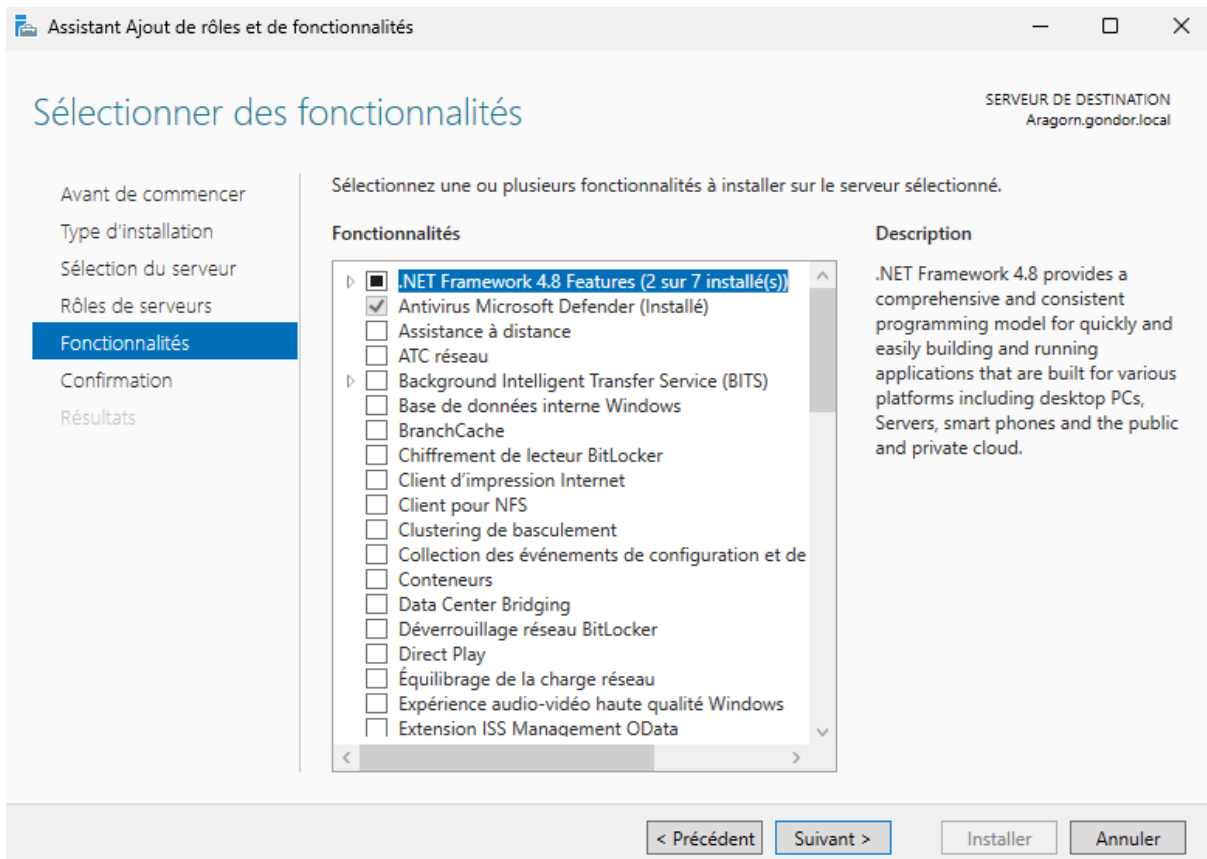 Assistant Ajout de rôles et de fonctionnalités
Sélectionner des fonctionnalités
SERVEUR DE DESTINATION
Aragorn.gondor.local
Avant de commencer
Type d'installation
Sélection du serveur
Rôles de serveurs
Fonctionnalités
Confirmation
Résultats
Sélectionnez une ou plusieurs fonctionnalités à installer sur le serveur sélectionné.
Fonctionnalités
.NET Framework 4.8 Features (2 sur 7 installé(s))
Antivirus Microsoft Defender (Installé)
Assistance à distance
ATC réseau
Background Intelligent Transfer Service (BITS)
Base de données interne Windows
BranchCache
Chiffrement de lecteur BitLocker
Client d'impression Internet
Client pour NFS
Clustering de basculement
Collection des événements de configuration et de
Conteneurs
Data Center Bridging
Déverrouillage réseau BitLocker
Direct Play
Équilibrage de la charge réseau
Expérience audio-vidéo haute qualité Windows
Extension ISS Management OData
Description
.NET Framework 4.8 provides a
comprehensive and consistent
programming model for quickly and
easily building and running
applications that are built for various
platforms including desktop PCs,
Servers, smart phones and the public
and private cloud.
< Précédent
Suivant >
Installer
Annuler